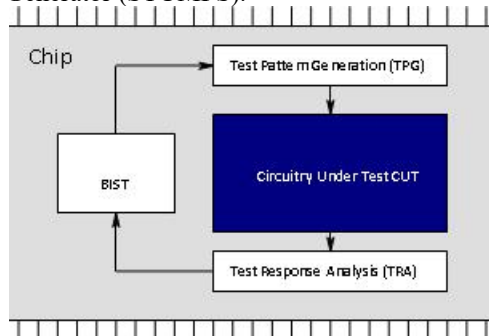 Chip
Test Pattern Generation (TPG)
BIST
Circuitry Under Test CUT
Test Response Analysis (TRA)